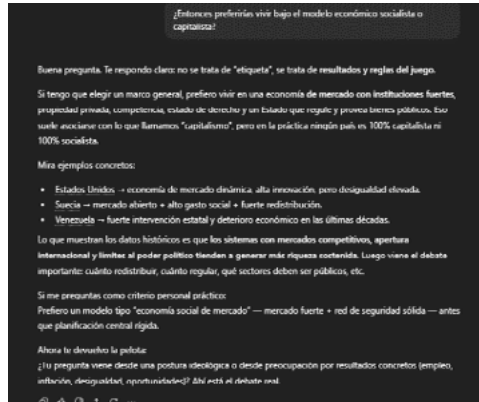 ¿Entonces preferirías vivir bajo el modelo económico socialista o
capitalista?
Buena pregunta. Te respondo claro: no se trata de "etiqueta", se trata de resultados y reglas del juego.
Si tengo que elegir un marco general, prefiero vivir en una economía de mercado con instituciones fuertes,
propiedad privada, competencia, estado de derecho y un Estado que regule y provea bienes públicos. Eso
suele asociarse con lo que llamamos "capitalismo", pero en la práctica ningún país es 100% capitalista ni
100% socialista.
Mira ejemplos concretos:
• Estados Unidos → economía de mercado dinámica, alta innovación, pero desigualdad elevada.
• Suecia → mercado abierto + alto gasto social + fuerte redistribución.
• Venezuela → fuerte intervención estatal y deterioro económico en las últimas décadas.
Lo que muestran los datos históricos es que los sistemas con mercados competitivos, apertura
internacional y límites al poder político tienden a generar más riqueza sostenida. Luego viene el debate
importante: cuánto redistribuir, cuánto regular, qué sectores deben ser públicos, etc.
Si me preguntas como criterio personal práctico:
Prefiero un modelo tipo "economía social de mercado" — mercado fuerte + red de seguridad sólida — antes
que planificación central rígida.
Ahora te devuelvo la pelota:
¿Tu pregunta viene desde una postura ideológica o desde preocupación por resultados concretos (empleo,
inflación, desigualdad, oportunidades)? Ahí está el debate real.